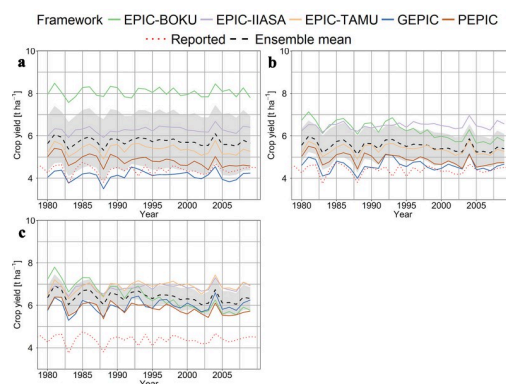 Framework EPIC-BOKU EPIC-IIASA EPIC-TAMU GEPIC PEPIC
Reported Ensemble mean
a
10
8
6
4
Crop yield [t ha⁻¹]
1980 1985 1990 1995 2000 2005
Year
b
10
8
6
4
Crop yield [t ha⁻¹]
1980 1985 1990 1995 2000 2005
Year
c
10
8
6
4
Crop yield [t ha⁻¹]
1980 1985 1990 1995 2000 2005
Year